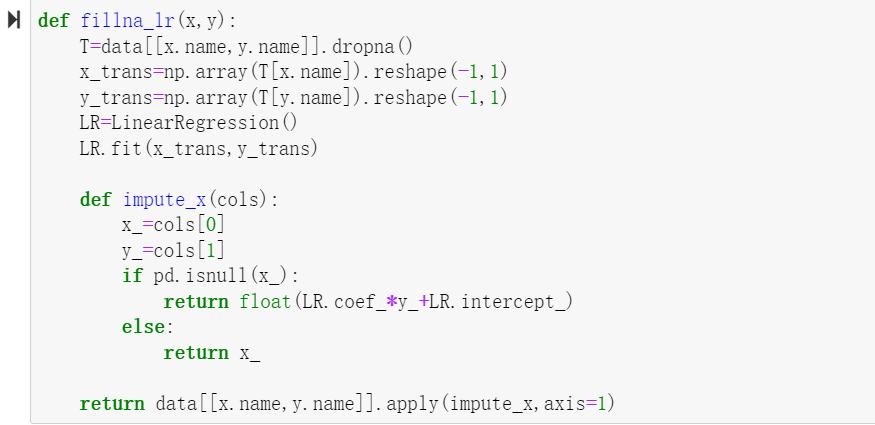 def fillna_lr(x,y):
    T=data[[x.name,y.name]].dropna()
    x_trans=np.array(T[x.name]).reshape(-1,1)
    y_trans=np.array(T[y.name]).reshape(-1,1)
    LR=LinearRegression()
    LR.fit(x_trans,y_trans)

    def impute_x(cols):
        x_=cols[0]
        y_=cols[1]
        if pd.isnull(x_):
            return float(LR.coef_*y_+LR.intercept_)
        else:
            return x_

    return data[[x.name,y.name]].apply(impute_x,axis=1)